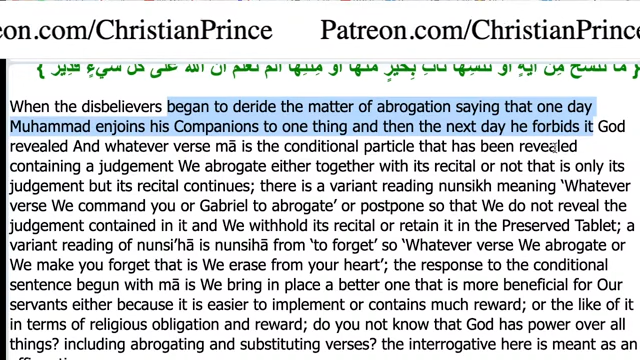 eon.com/ChristianPrince Patreon.com/ChristianPrince
{ مَا نَنسَخْ مِنْ آيَةٍ أَوْ نُنسِهَا نَأْتِ بِخَيْرٍ مِّنْهَا أَوْ مِثْلِهَا أَلَمْ تَعْلَمْ أَنَّ ٱللَّهَ عَلَىٰ كُلِّ شَيْءٍ قَدِيرٌ }
When the disbelievers began to deride the matter of abrogation saying that one day
Muhammad enjoins his Companions to one thing and then the next day he forbids it God
revealed And whatever verse mā is the conditional particle that has been revealed
containing a judgement We abrogate either together with its recital or not that is only its
judgement but its recital continues; there is a variant reading nunsikh meaning ‘Whatever
verse We command you or Gabriel to abrogate’ or postpone so that We do not reveal the
judgement contained in it and We withhold its recital or retain it in the Preserved Tablet; a
variant reading of nunsi’hā is nunsihā from ‘to forget’ so ‘Whatever verse We abrogate or
We make you forget that is We erase from your heart’; the response to the conditional
sentence begun with mā is We bring in place a better one that is more beneficial for Our
servants either because it is easier to implement or contains much reward; or the like of it
in terms of religious obligation and reward; do you not know that God has power over all
things? including abrogating and substituting verses? the interrogative here is meant as an